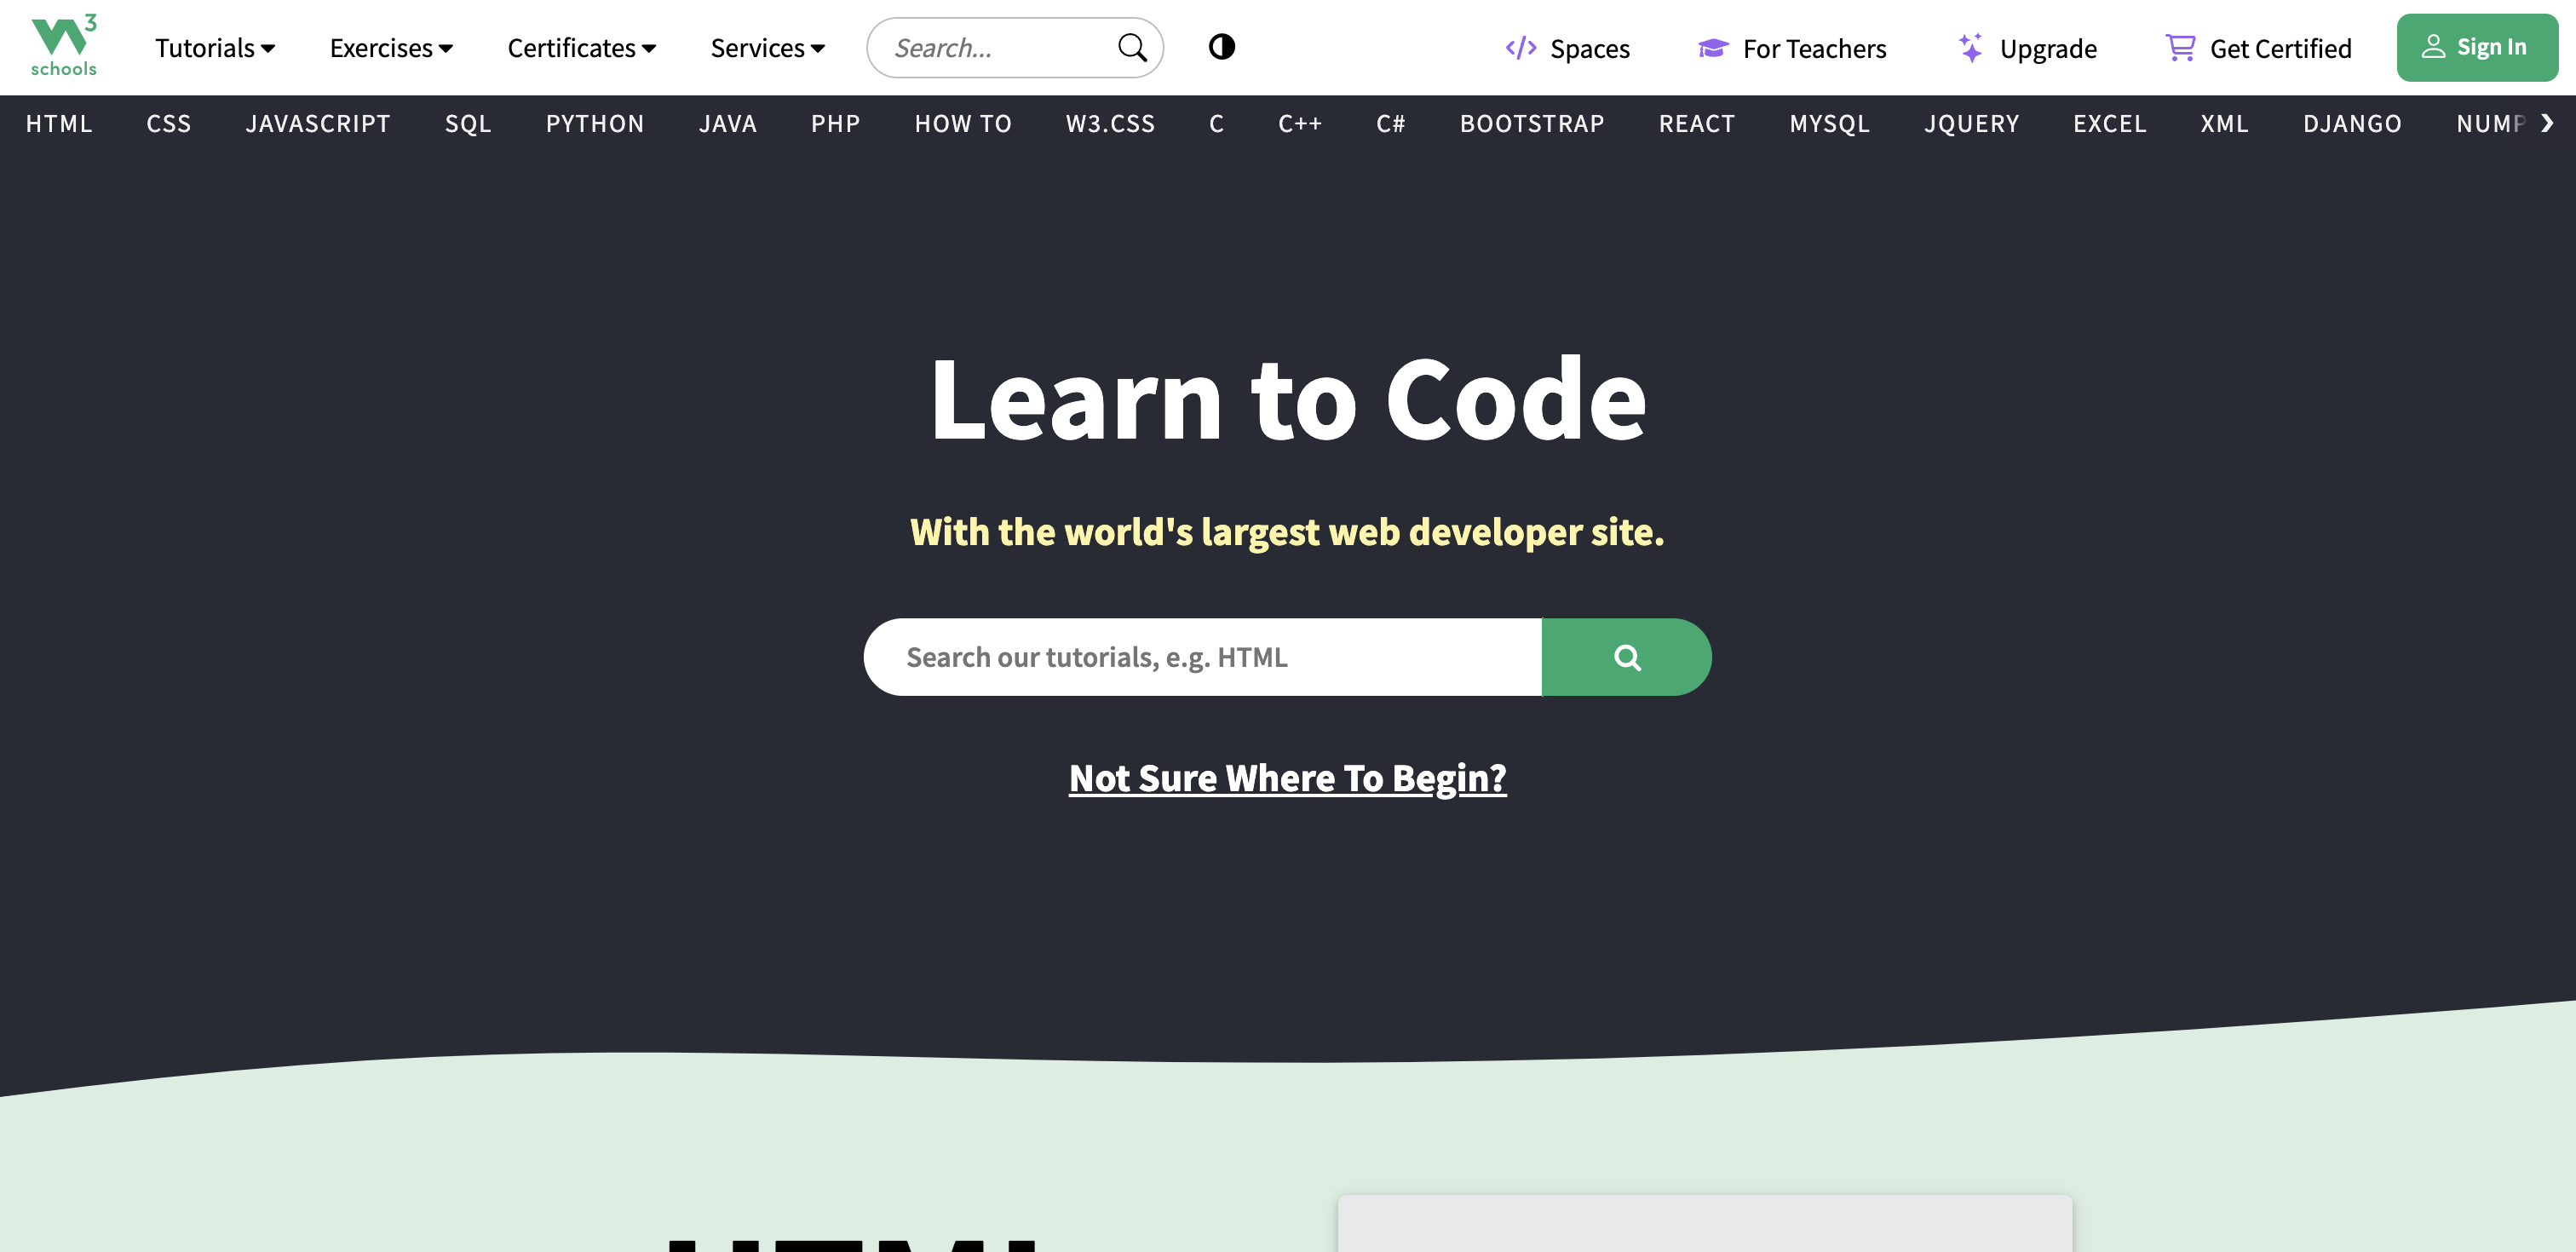 W3 schools Tutorials Exercises Certificates Services Search... Spaces For Teachers Upgrade Get Certified Sign In
HTML CSS JAVASCRIPT SQL PYTHON JAVA PHP HOW TO W3.CSS C C++ C# BOOTSTRAP REACT MYSQL JQUERY EXCEL XML DJANGO NUMP
Learn to Code
With the world's largest web developer site.
Search our tutorials, e.g. HTML
Not Sure Where To Begin?
HTML